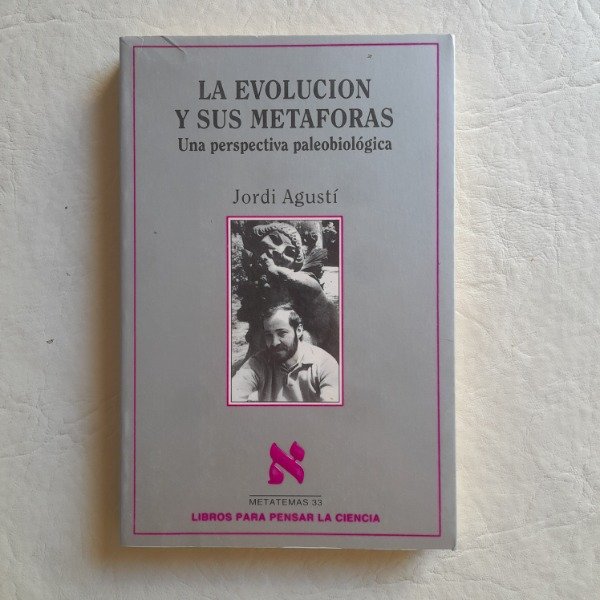 LA EVOLUCION
Y SUS METAFORAS
Una perspectiva paleobiológica
Jordi Agustí
א
METATEMAS 33
LIBROS PARA PENSAR LA CIENCIA